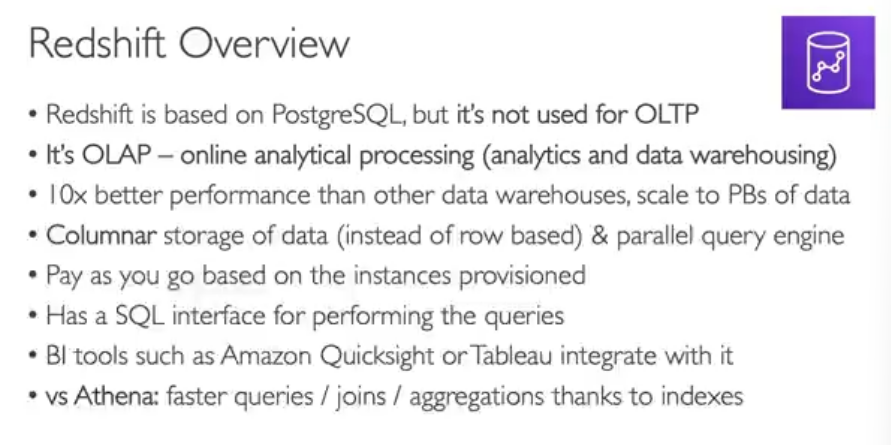 Redshift Overview
• Redshift is based on PostgreSQL, but it's not used for OLTP
• It's OLAP – online analytical processing (analytics and data warehousing)
• 10x better performance than other data warehouses, scale to PBs of data
• Columnar storage of data (instead of row based) & parallel query engine
• Pay as you go based on the instances provisioned
• Has a SQL interface for performing the queries
• BI tools such as Amazon Quicksight or Tableau integrate with it
• vs Athena: faster queries / joins / aggregations thanks to indexes